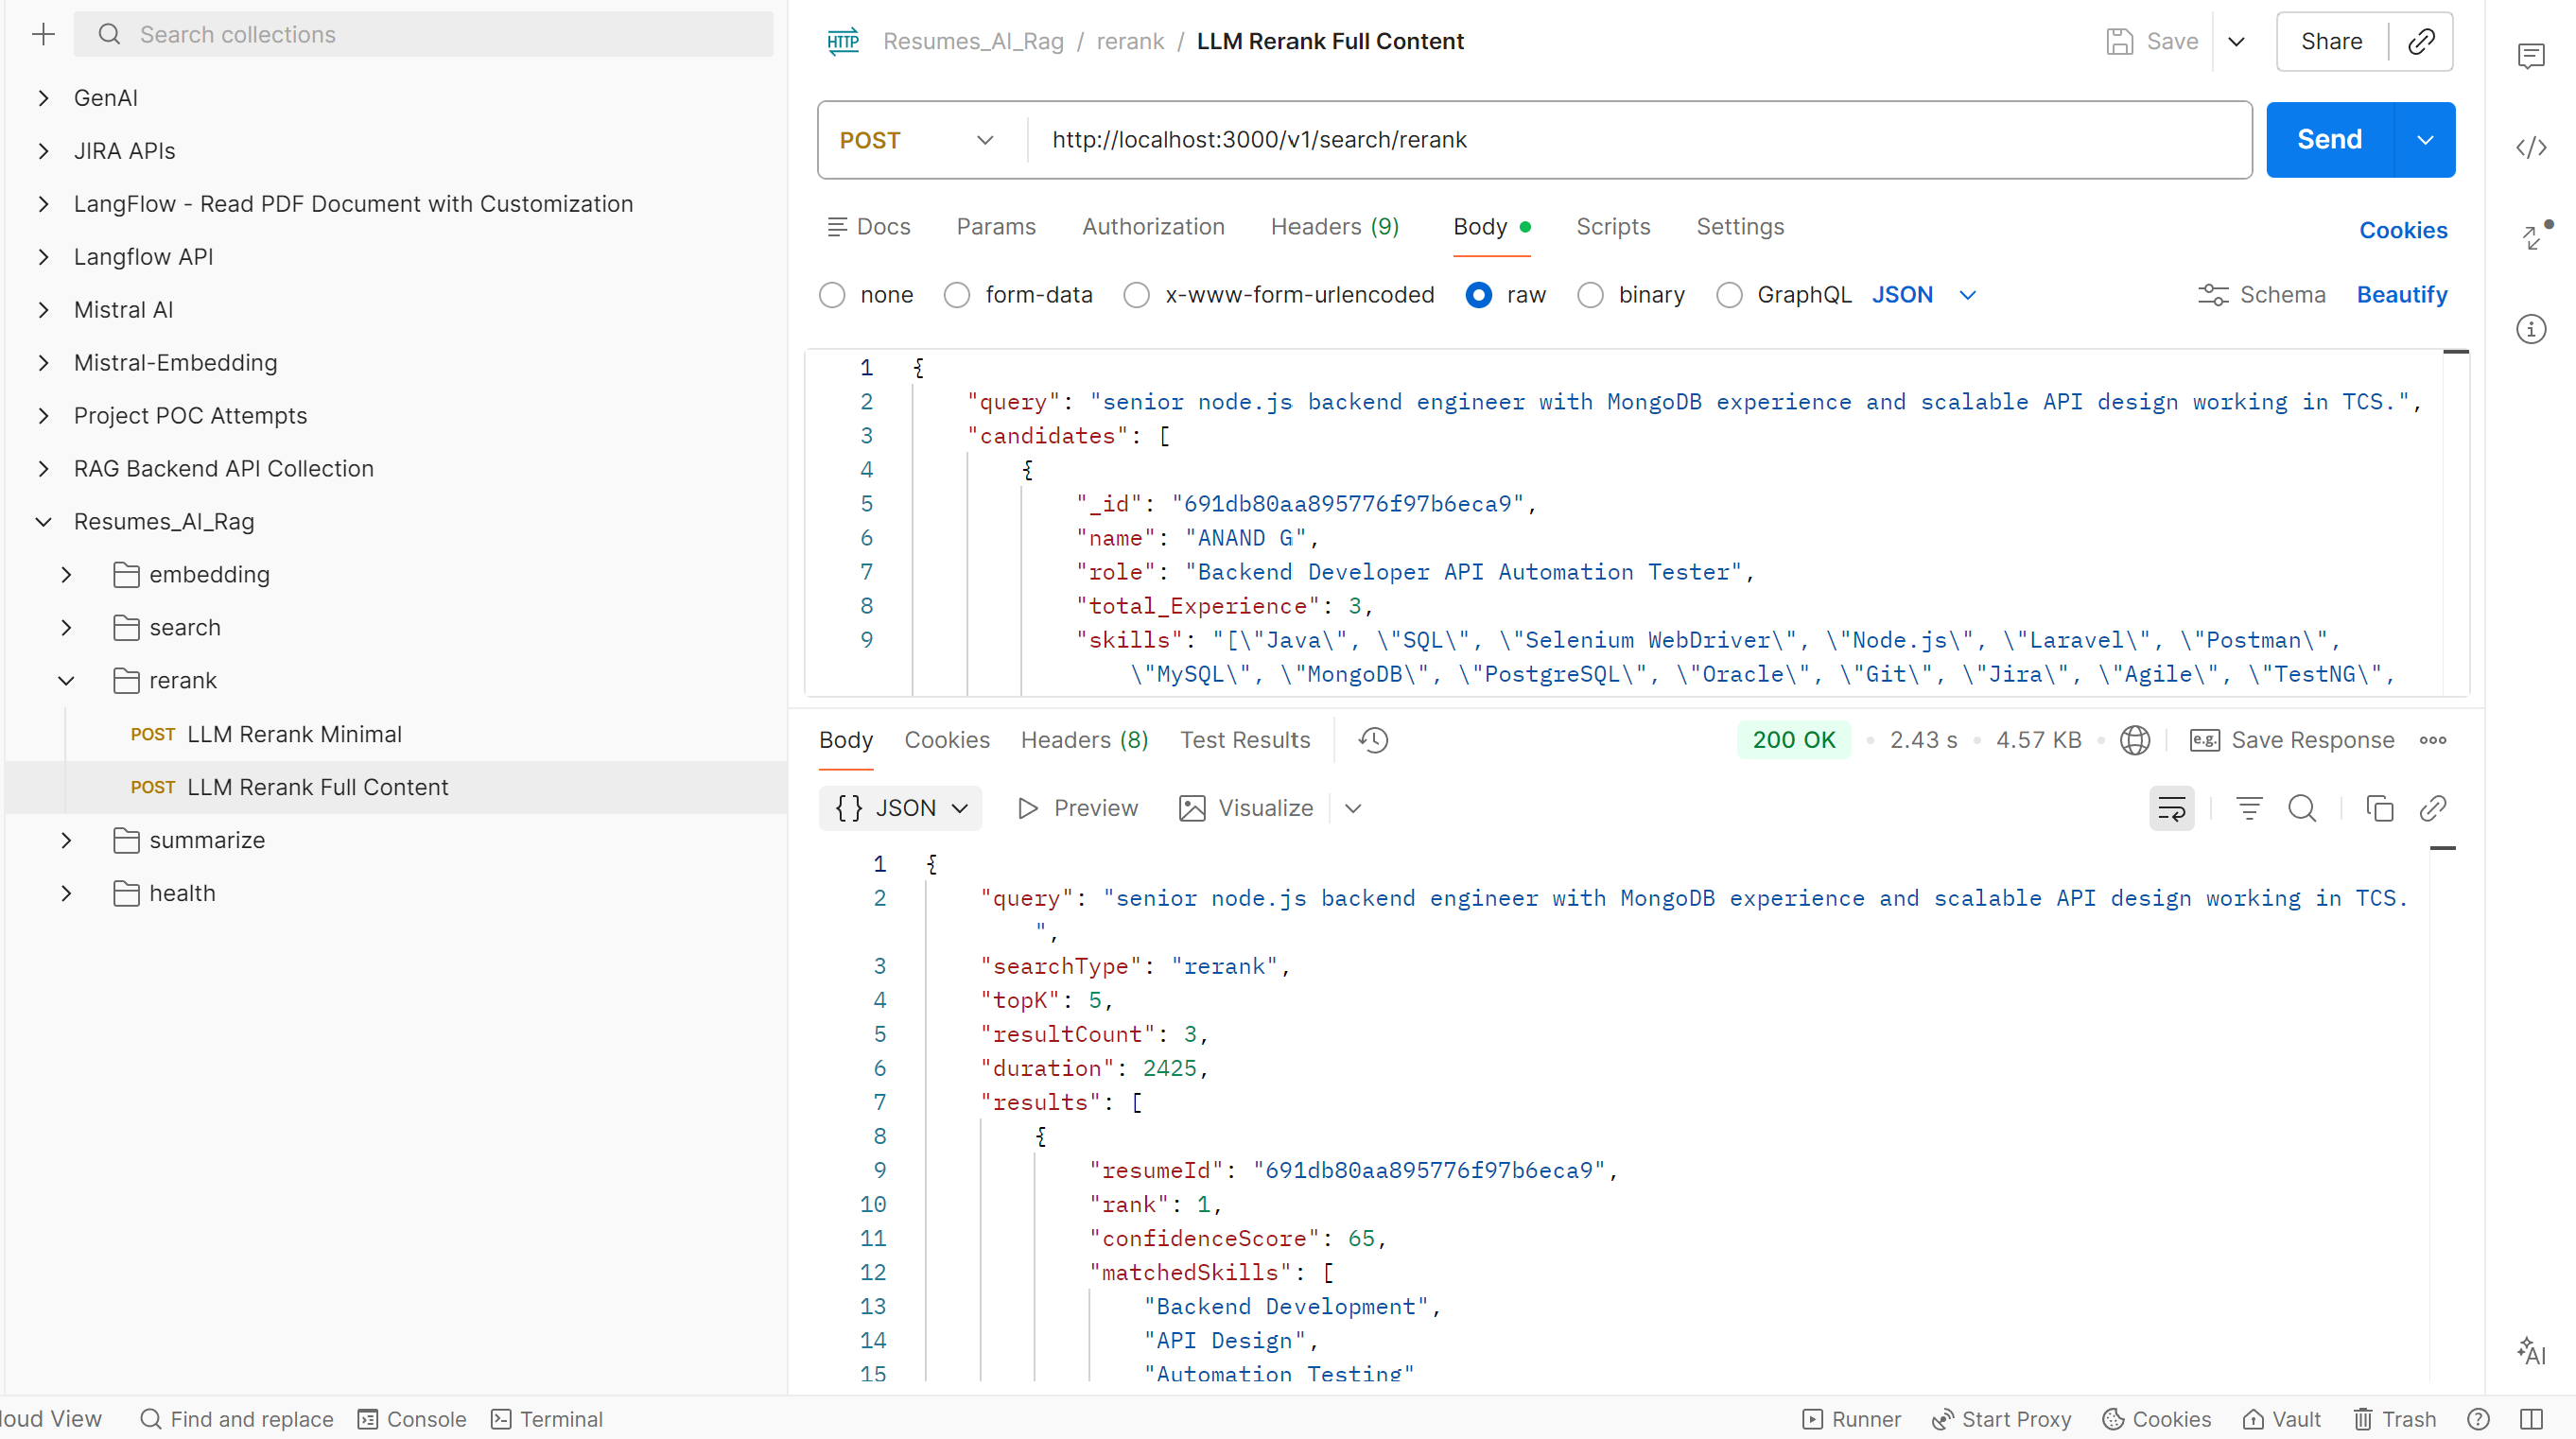 Search collections
GenAI
JIRA APIs
LangFlow - Read PDF Document with Customization
Langflow API
Mistral AI
Mistral-Embedding
Project POC Attempts
RAG Backend API Collection
Resumes_AI_Rag
embedding
search
rerank
POST LLM Rerank Minimal
POST LLM Rerank Full Content
summarize
health
HTTP Resumes_AI_Rag / rerank / LLM Rerank Full Content
Save
Share
POST http://localhost:3000/v1/search/rerank
Send
Docs Params Authorization Headers (9) Body Scripts Settings
Cookies
none form-data x-www-form-urlencoded raw binary GraphQL JSON
Schema Beautify
1 {
2 "query": "senior node.js backend engineer with MongoDB experience and scalable API design working in TCS.",
3 "candidates": [
4 {
5 "_id": "691db80aa895776f97b6eca9",
6 "name": "ANAND G",
7 "role": "Backend Developer API Automation Tester",
8 "total_Experience": 3,
9 "skills": "[\"Java\", \"SQL\", \"Selenium WebDriver\", \"Node.js\", \"Laravel\", \"Postman\",
\"MySQL\", \"MongoDB\", \"PostgreSQL\", \"Oracle\", \"Git\", \"Jira\", \"Agile\", \"TestNG\",
Body Cookies Headers (8) Test Results
200 OK • 2.43 s • 4.57 KB •
e.g. Save Response
{} JSON Preview Visualize
1 {
2 "query": "senior node.js backend engineer with MongoDB experience and scalable API design working in TCS.
",
3 "searchType": "rerank",
4 "topK": 5,
5 "resultCount": 3,
6 "duration": 2425,
7 "results": [
8 {
9 "resumeId": "691db80aa895776f97b6eca9",
10 "rank": 1,
11 "confidenceScore": 65,
12 "matchedSkills": [
13 "Backend Development",
14 "API Design",
15 "Automation Testing"
AI
loud View Find and replace Console Terminal
Runner Start Proxy Cookies Vault Trash